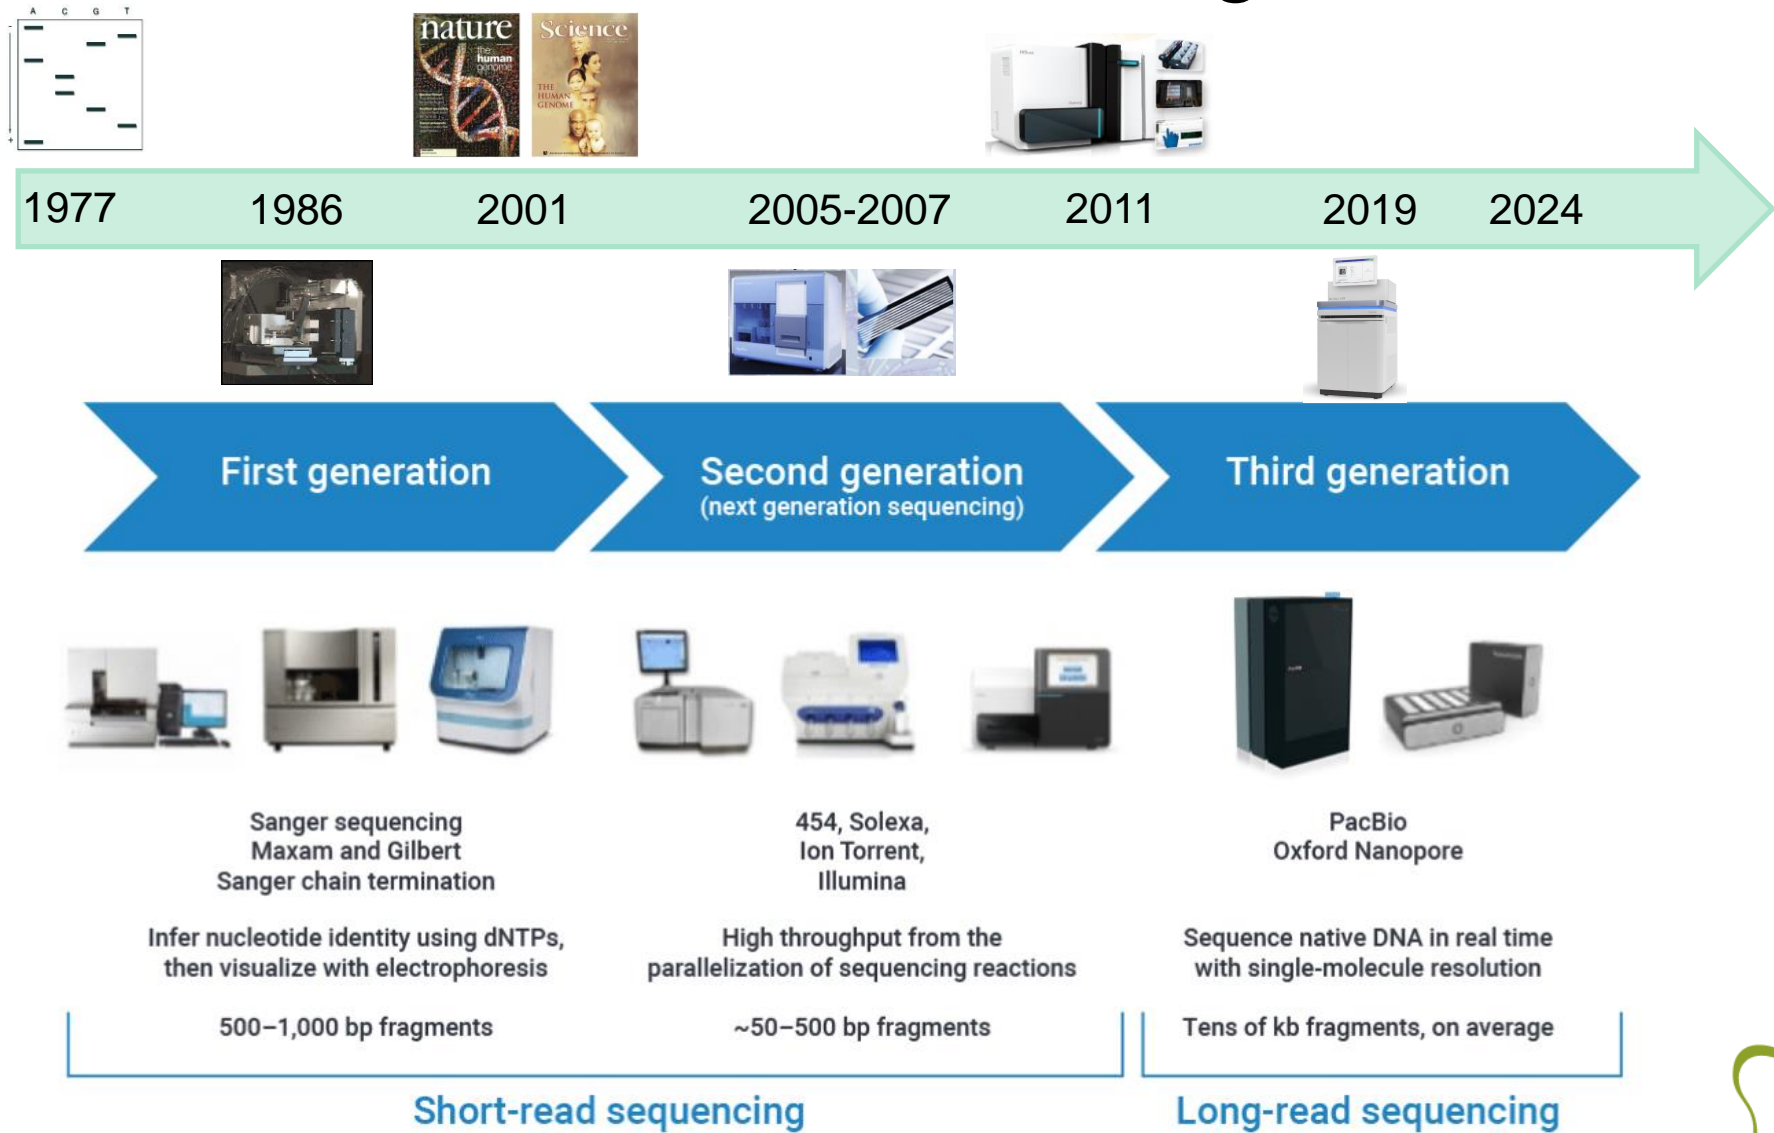 A C G T
-
+
nature
the
human
genome
Science
THE
HUMAN
GENOME
1977 1986 2001 2005-2007 2011 2019 2024
First generation
Second generation
(next generation sequencing)
Third generation
Sanger sequencing
Maxam and Gilbert
Sanger chain termination
454, Solexa,
Ion Torrent,
Illumina
PacBio
Oxford Nanopore
Infer nucleotide identity using dNTPs,
then visualize with electrophoresis
High throughput from the
parallelization of sequencing reactions
Sequence native DNA in real time
with single-molecule resolution
500–1,000 bp fragments
~50–500 bp fragments
Tens of kb fragments, on average
Short-read sequencing
Long-read sequencing